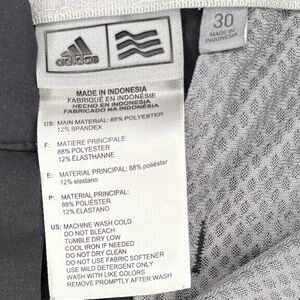 adidas
30
MADE IN
INDONESIA
MADE IN INDONESIA
FABRIQUÉ EN INDONÉSIE
HECHO EN INDONESIA
FABRICADO NA INDONÉSIA
US: MAIN MATERIAL: 88% POLYESTER
12% SPANDEX
F: MATIERE PRINCIPALE:
88% POLYESTER
12% ÉLASTHANNE
E: MATERIAL PRINCIPAL: 88% poliéster
12% elastano
P: MATERIAL PRINCIPAL:
88% POLIÉSTER
12% ELASTANO
US: MACHINE WASH COLD
DO NOT BLEACH
TUMBLE DRY LOW
COOL IRON IF NEEDED
DO NOT DRY CLEAN
DO NOT USE FABRIC SOFTENER
USE MILD DETERGENT ONLY
WASH WITH LIKE COLORS
REMOVE PROMPTLY AFTER WASH